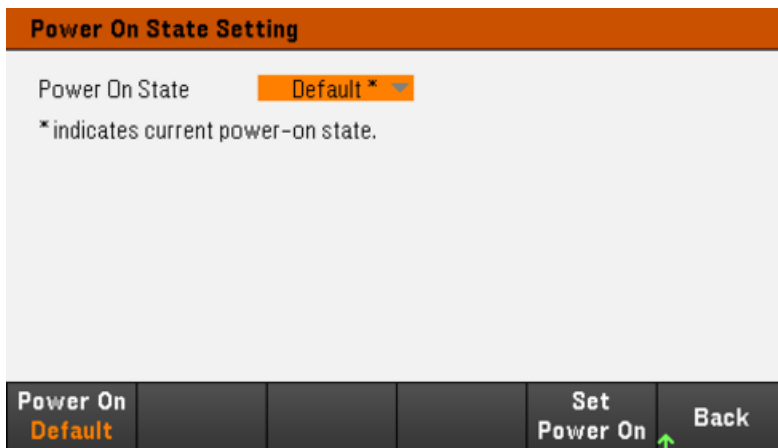 Power On State Setting
Power On State Default *
* indicates current power-on state.
Power On
Default
Set
Power On
Back